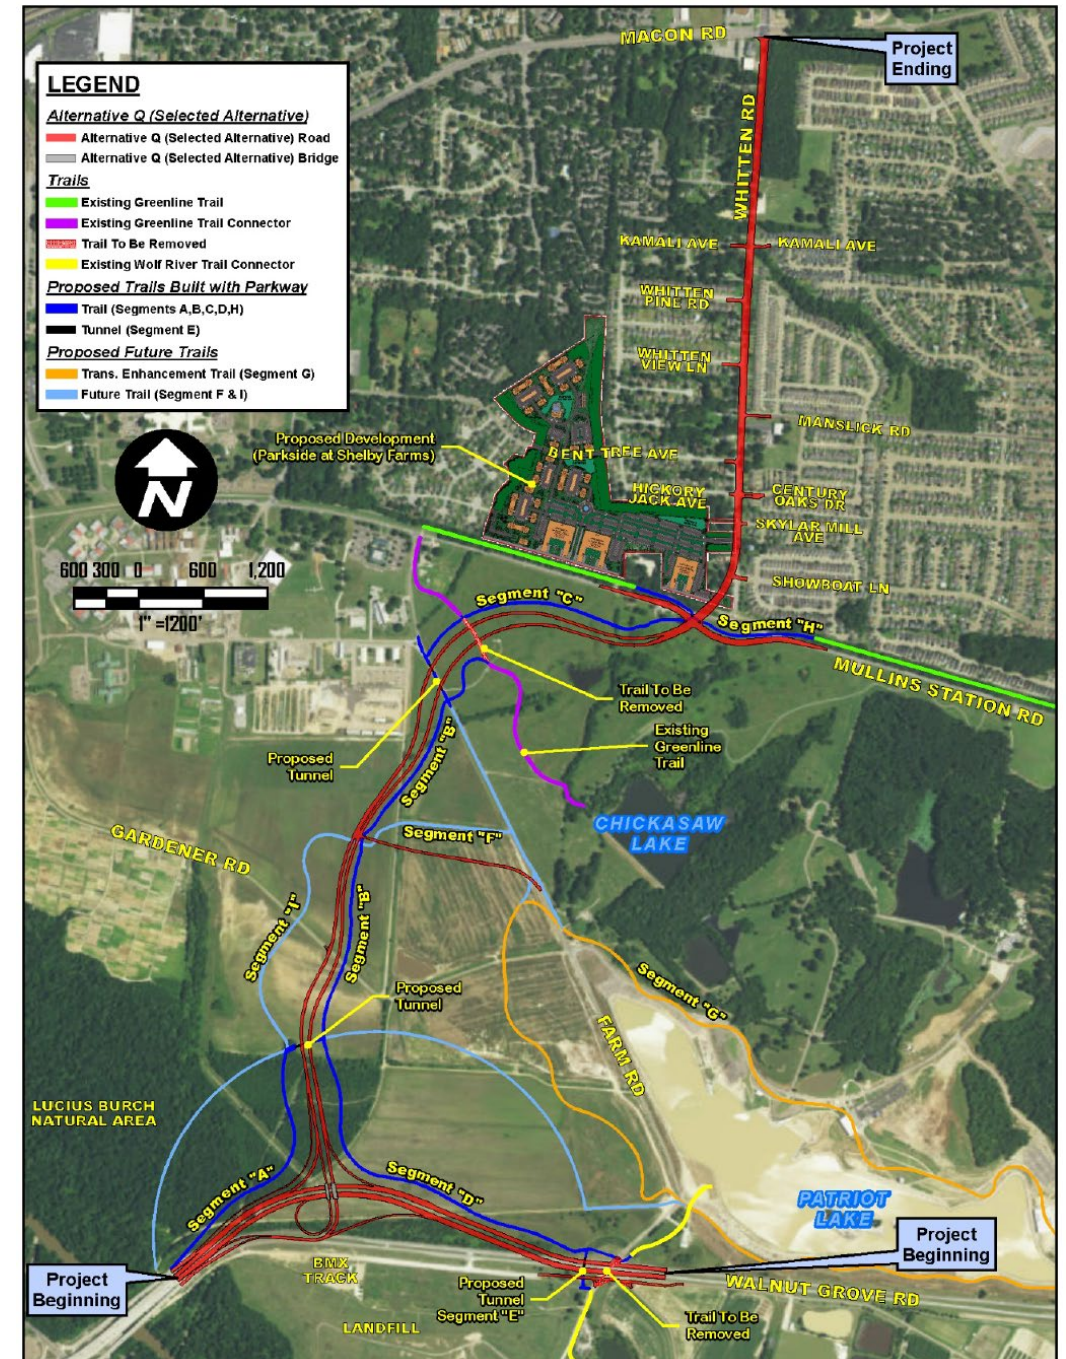 MACON RD
Project
Ending
LEGEND
Alternative Q (Selected Alternative)
Alternative Q (Selected Alternative) Road
Alternative Q (Selected Alternative) Bridge
Trails
Existing Greenline Trail
Existing Greenline Trail Connector
Trail To Be Removed
Existing Wolf River Trail Connector
Proposed Trails Built with Parkway
Trail (Segments A,B,C,D,H)
Tunnel (Segment E)
Proposed Future Trails
Trans. Enhancement Trail (Segment G)
Future Trail (Segment F & I)
WHITTEN RD
KAMALI AVE
KAMALI AVE
WHITTEN
PINE RD
WHITTEN
VIEW LN
MANSLICK RD
Proposed Development
(Parkside at Shelby Farms)
BENT TREE AVE
HICKORY
JACK AVE
CENTURY
OAKS DR
SKYLAR MILL
AVE
SHOWBOAT LN
N
600 300 0 600 1,200
1" =1200'
Segment "C"
Segment "H"
MULLINS STATION RD
Trail To Be
Removed
Existing
Greenline
Trail
Proposed
Tunnel
Segment "B"
CHICKASAW
LAKE
Segment "F"
GARDENER RD
Segment "I"
Segment "B"
Segment "G"
Proposed
Tunnel
FARM RD
LUCIUS BURCH
NATURAL AREA
Segment "A"
Segment "D"
PATRIOT
LAKE
Project
Beginning
BMX
TRACK
Project
Beginning
Proposed
Tunnel
Segment "E"
WALNUT GROVE RD
Trail To Be
Removed
LANDFILL